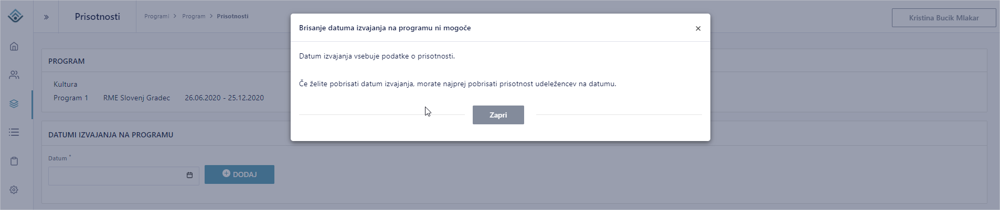 Prisotnosti
Programi > Program > Prisotnosti
Kristina Bucik Mlakar
Brisanje datuma izvajanja na programu ni mogoče
Datum izvajanja vsebuje podatke o prisotnosti.
Če želite pobrisati datum izvajanja, morate najprej pobrisati prisotnost udeležencev na datumu.
Zapri
PROGRAM
Kultura
Program 1 RME Slovenj Gradec 26.06.2020 - 25.12.2020
DATUMI IZVAJANJA NA PROGRAMU
Datum *
DODAJ